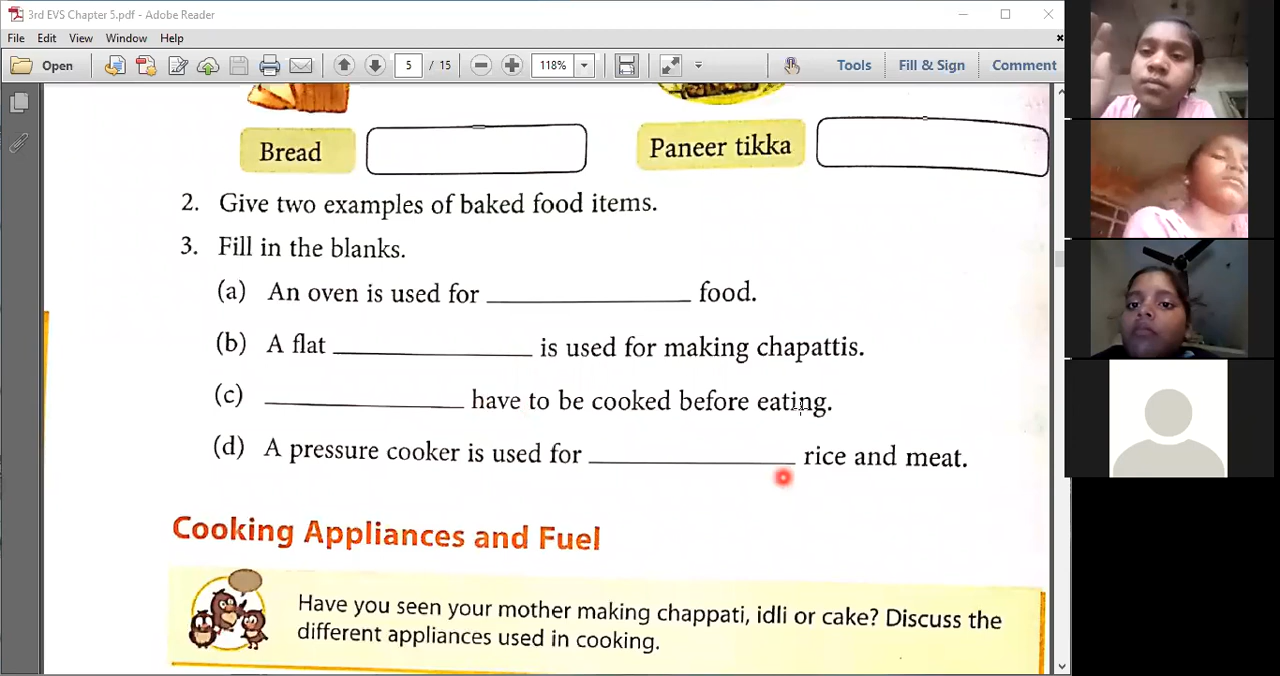 3rd EVS Chapter 5.pdf - Adobe Reader
File Edit View Window Help
Open 5 / 15 118% Tools Fill & Sign Comment
Bread Paneer tikka
2. Give two examples of baked food items.
3. Fill in the blanks.
(a) An oven is used for ____________ food.
(b) A flat ____________ is used for making chapattis.
(c) ____________ have to be cooked before eating.
(d) A pressure cooker is used for ____________ rice and meat.
Cooking Appliances and Fuel
Have you seen your mother making chappati, idli or cake? Discuss the
different appliances used in cooking.